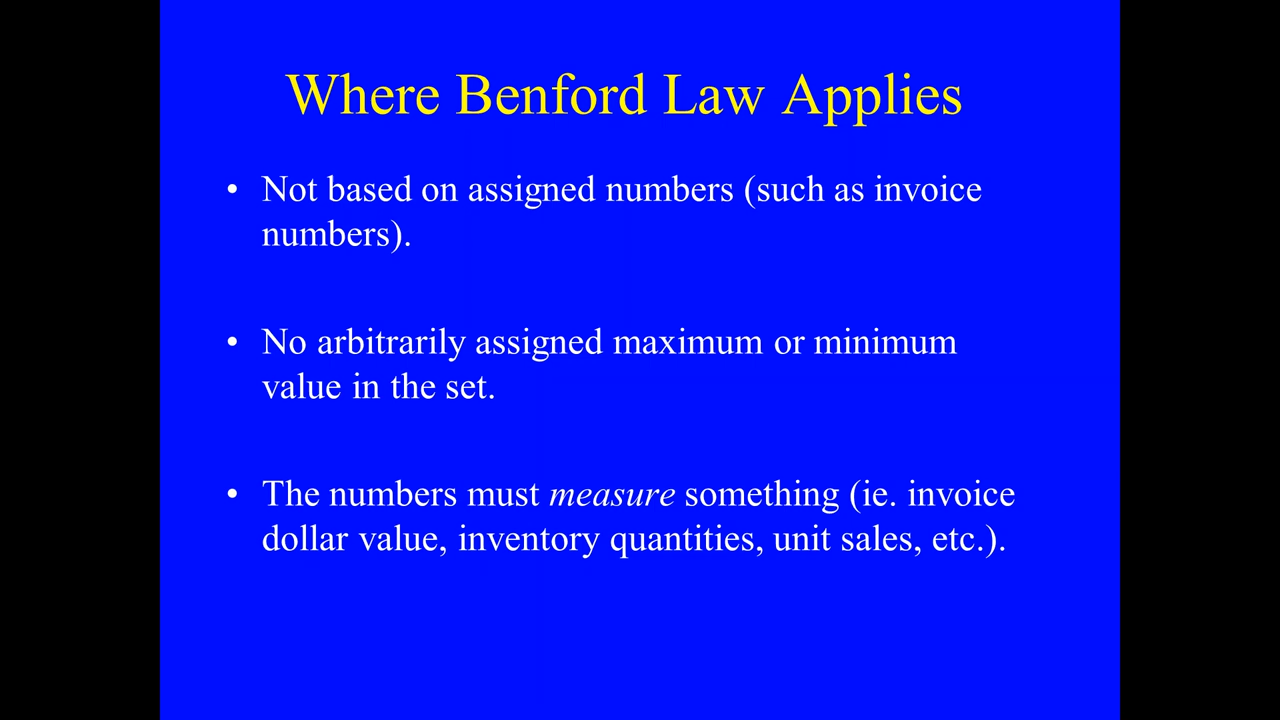 Where Benford Law Applies
• Not based on assigned numbers (such as invoice
numbers).
• No arbitrarily assigned maximum or minimum
value in the set.
• The numbers must measure something (ie. invoice
dollar value, inventory quantities, unit sales, etc.).